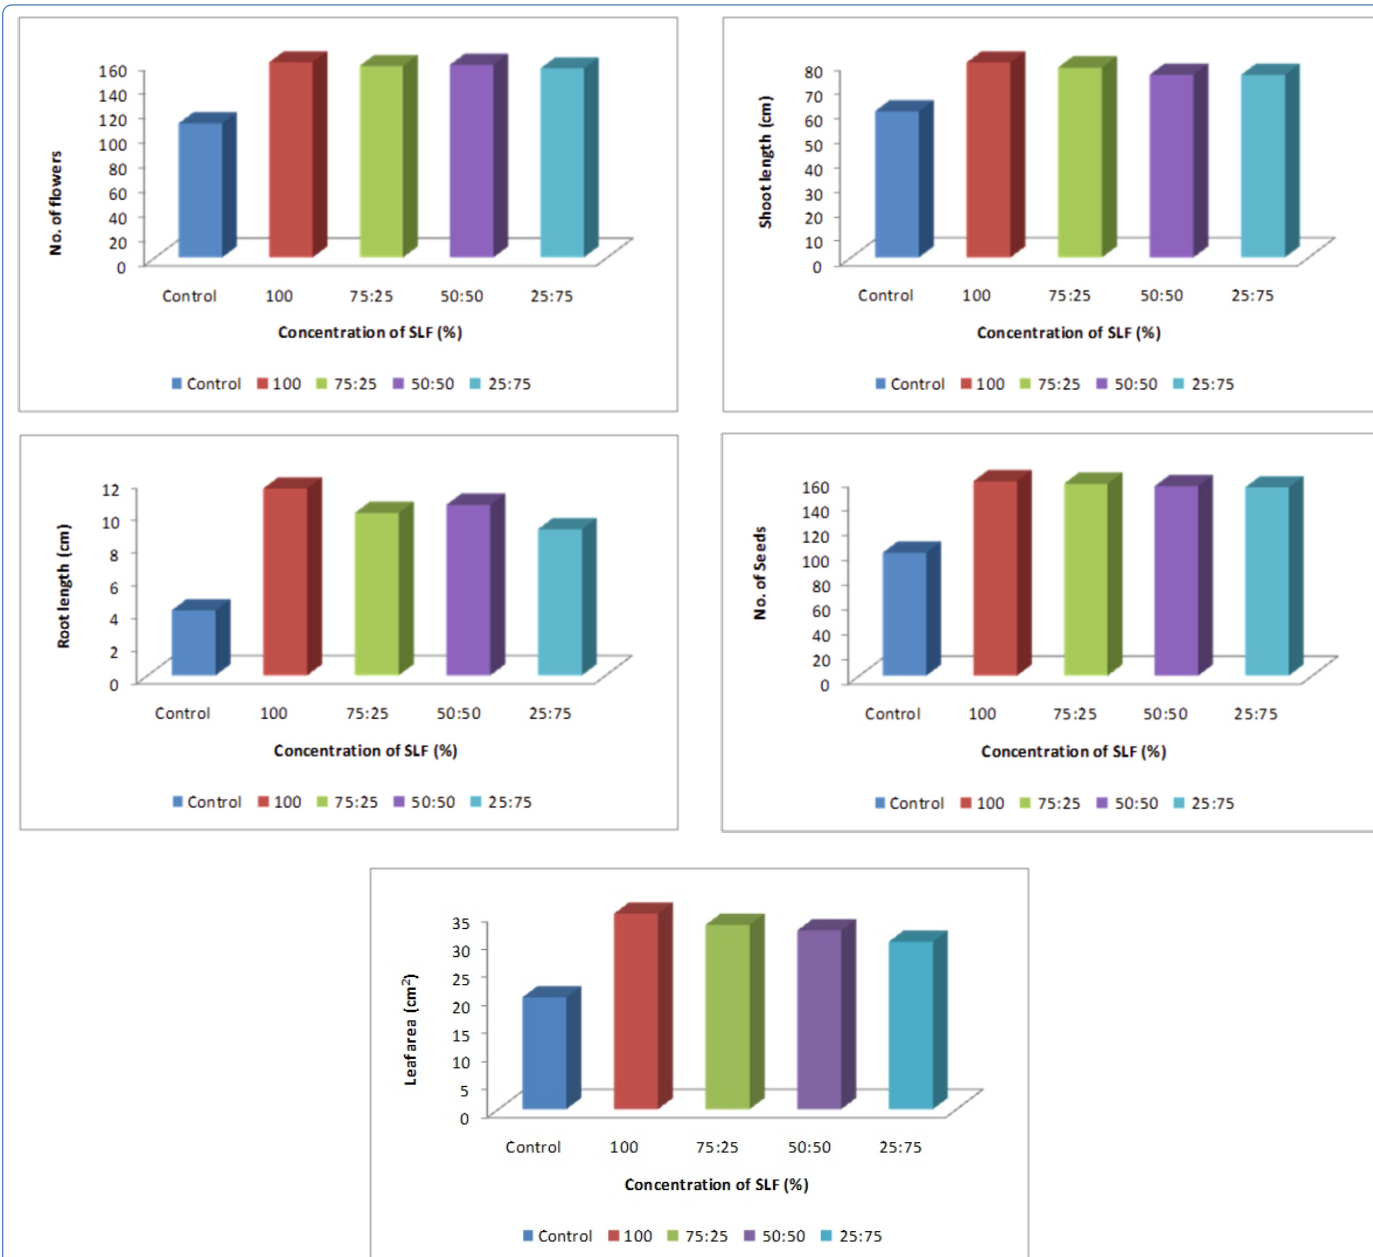 No. of flowers
160
140
120
100
80
60
40
20
0
Control 100 75:25 50:50 25:75
Concentration of SLF (%)
Control 100 75:25 50:50 25:75
Shoot length (cm)
80
70
60
50
40
30
20
10
0
Control 100 75:25 50:50 25:75
Concentration of SLF (%)
Control 100 75:25 50:50 25:75
Root length (cm)
12
10
8
6
4
2
0
Control 100 75:25 50:50 25:75
Concentration of SLF (%)
Control 100 75:25 50:50 25:75
No. of Seeds
160
140
120
100
80
60
40
20
0
Control 100 75:25 50:50 25:75
Concentration of SLF (%)
Control 100 75:25 50:50 25:75
Leaf area (cm²)
35
30
25
20
15
10
5
0
Control 100 75:25 50:50 25:75
Concentration of SLF (%)
Control 100 75:25 50:50 25:75